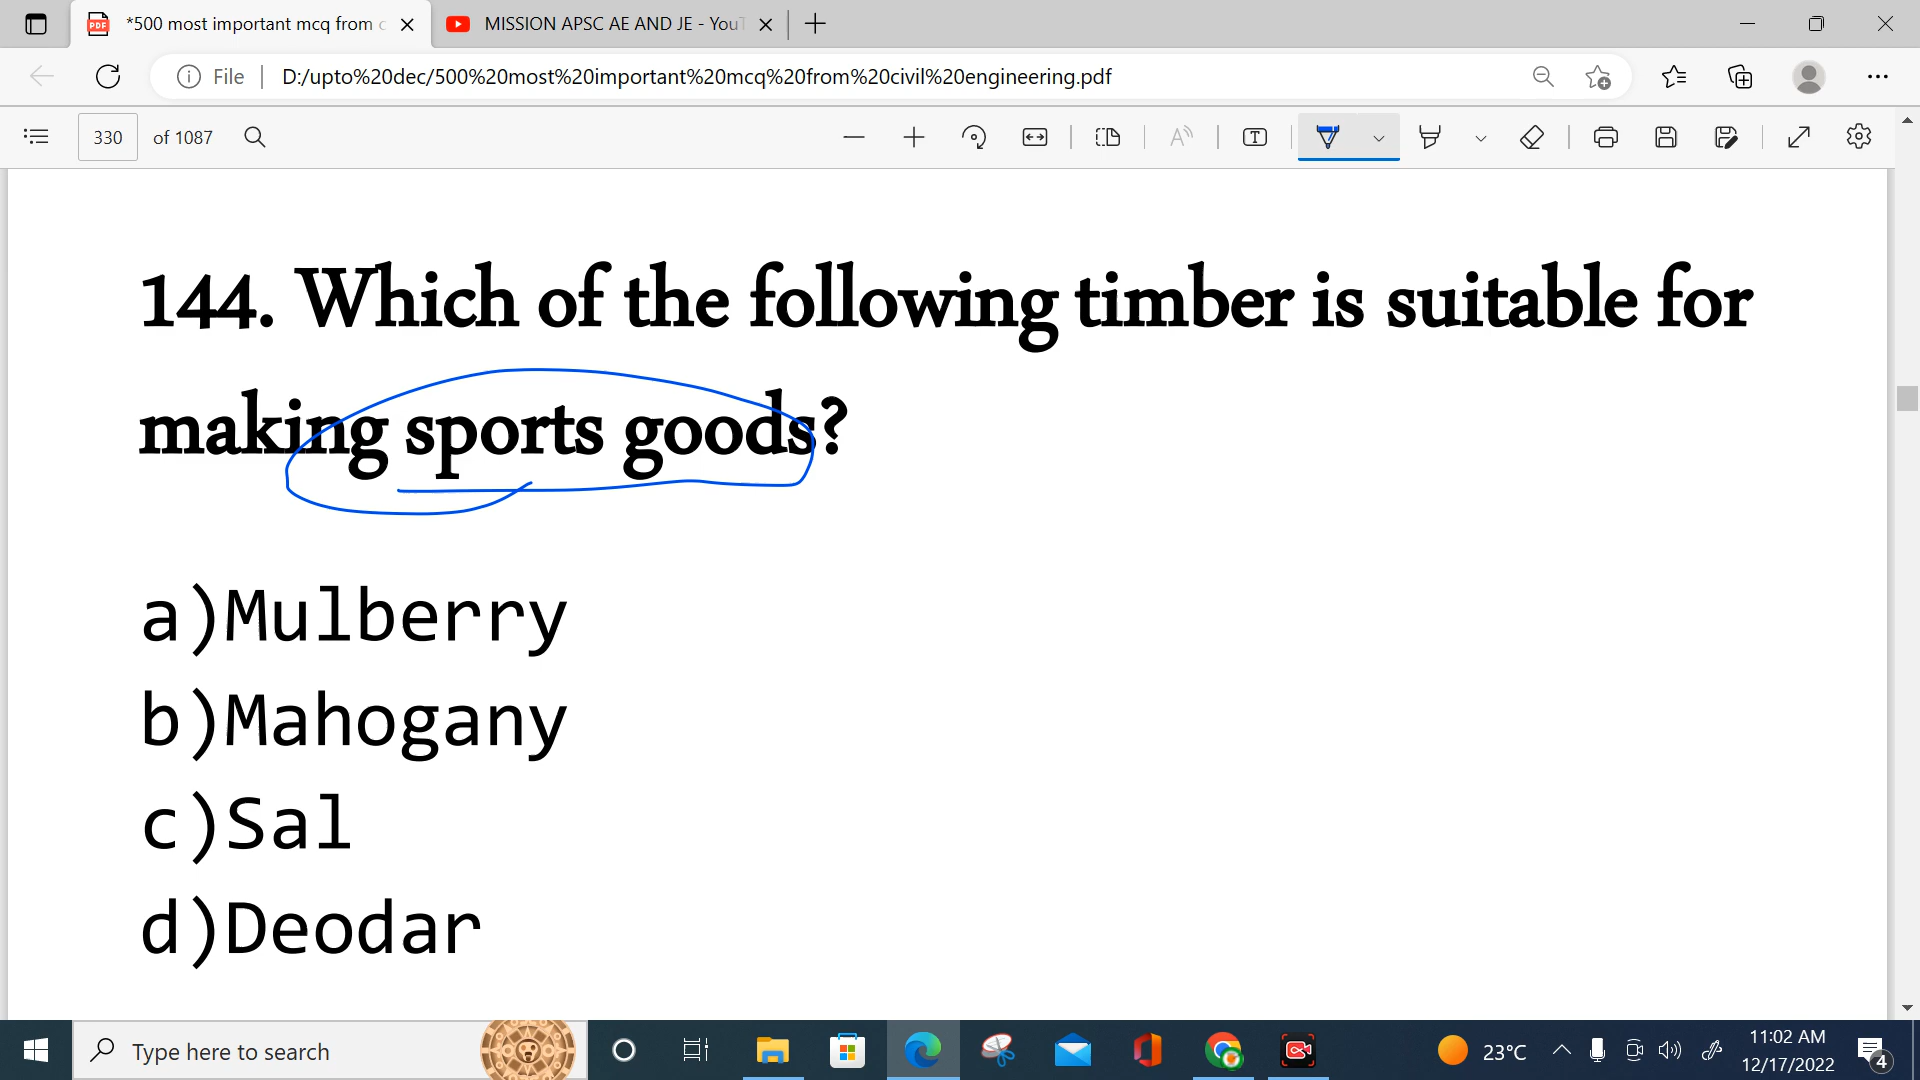 *500 most important mcq from c
MISSION APSC AE AND JE - YouT
File
D:/upto%20dec/500%20most%20important%20mcq%20from%20civil%20engineering.pdf
330 of 1087
144. Which of the following timber is suitable for
making sports goods?
a)Mulberry
b)Mahogany
c)Sal
d)Deodar
Type here to search
23°C
11:02 AM
12/17/2022
4